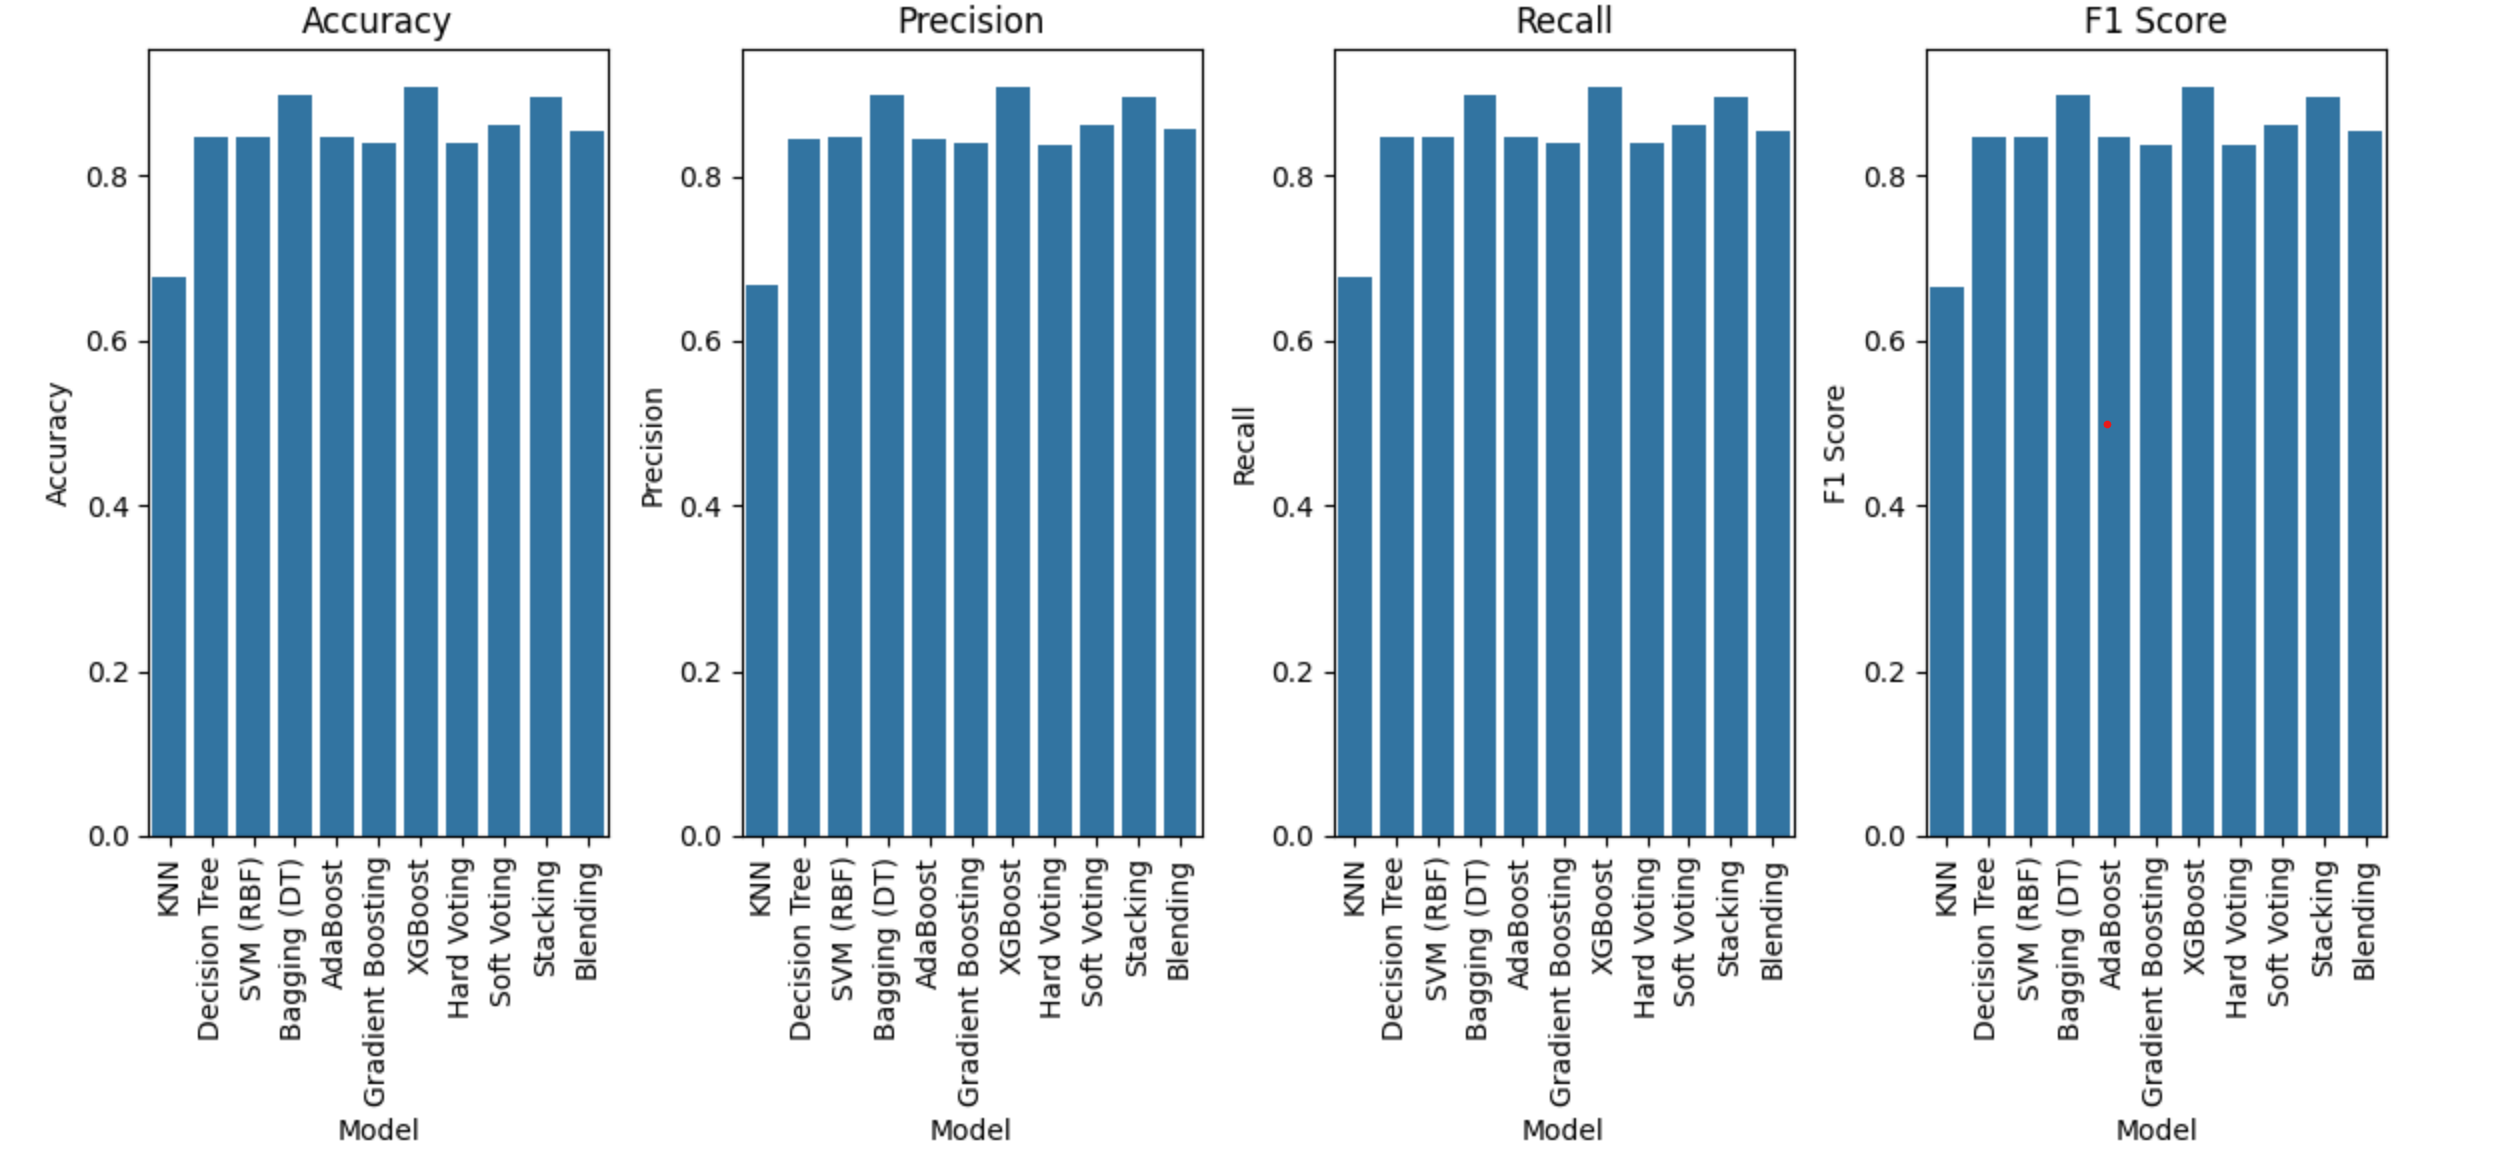 Accuracy
Accuracy
0.8
0.6
0.4
0.2
0.0
KNN
Decision Tree
SVM (RBF)
Bagging (DT)
AdaBoost
Gradient Boosting
XGBoost
Hard Voting
Soft Voting
Stacking
Blending
Model
Precision
Precision
0.8
0.6
0.4
0.2
0.0
KNN
Decision Tree
SVM (RBF)
Bagging (DT)
AdaBoost
Gradient Boosting
XGBoost
Hard Voting
Soft Voting
Stacking
Blending
Model
Recall
Recall
0.8
0.6
0.4
0.2
0.0
KNN
Decision Tree
SVM (RBF)
Bagging (DT)
AdaBoost
Gradient Boosting
XGBoost
Hard Voting
Soft Voting
Stacking
Blending
Model
F1 Score
F1 Score
0.8
0.6
0.4
0.2
0.0
KNN
Decision Tree
SVM (RBF)
Bagging (DT)
AdaBoost
Gradient Boosting
XGBoost
Hard Voting
Soft Voting
Stacking
Blending
Model